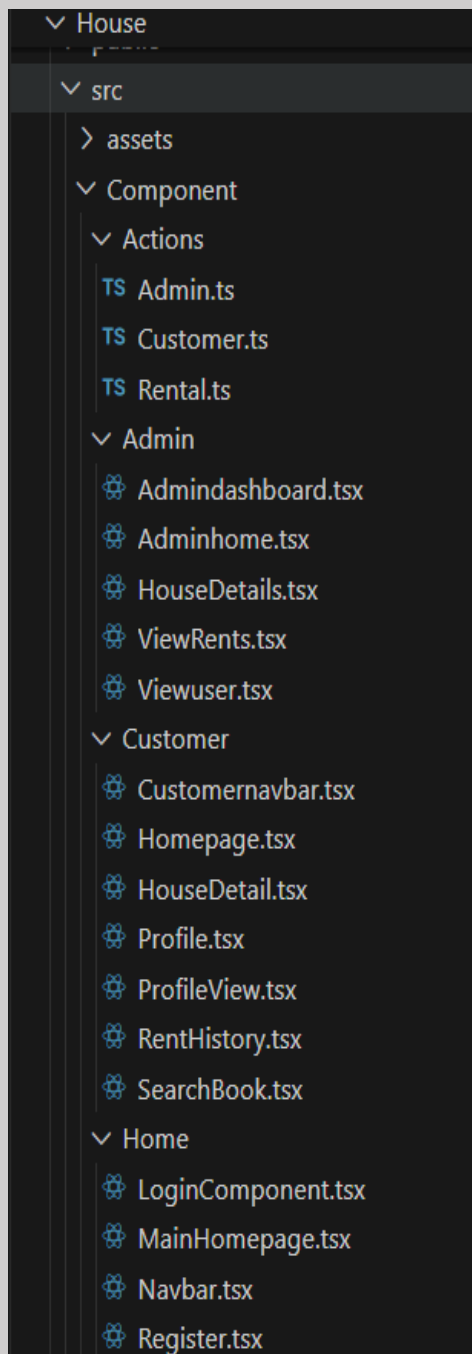 House
src
assets
Component
Actions
TS Admin.ts
TS Customer.ts
TS Rental.ts
Admin
Admindashboard.tsx
Adminhome.tsx
HouseDetails.tsx
ViewRents.tsx
Viewuser.tsx
Customer
Customernavbar.tsx
Homepage.tsx
HouseDetail.tsx
Profile.tsx
ProfileView.tsx
RentHistory.tsx
SearchBook.tsx
Home
LoginComponent.tsx
MainHomepage.tsx
Navbar.tsx
Register.tsx